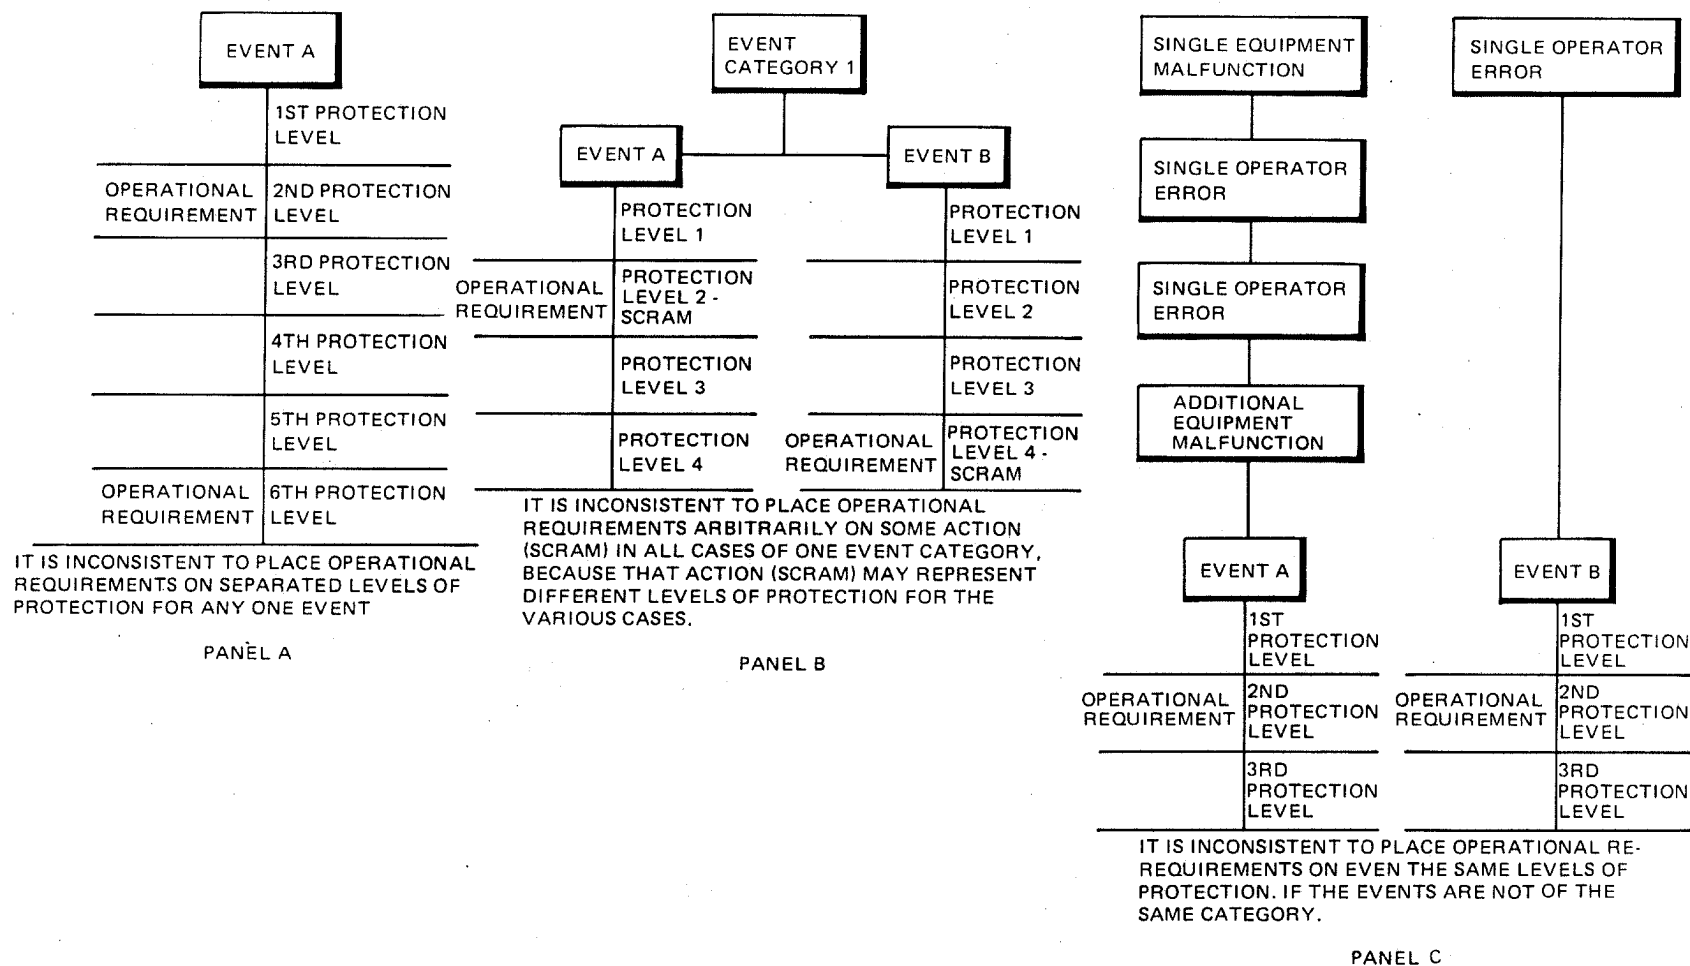 EVENT A
1ST PROTECTION
LEVEL
OPERATIONAL
REQUIREMENT
2ND PROTECTION
LEVEL
3RD PROTECTION
LEVEL
4TH PROTECTION
LEVEL
5TH PROTECTION
LEVEL
OPERATIONAL
REQUIREMENT
6TH PROTECTION
LEVEL
IT IS INCONSISTENT TO PLACE OPERATIONAL
REQUIREMENTS ON SEPARATED LEVELS OF
PROTECTION FOR ANY ONE EVENT
PANEL A
EVENT
CATEGORY 1
EVENT A
EVENT B
PROTECTION
LEVEL 1
OPERATIONAL
REQUIREMENT
PROTECTION
LEVEL 2 -
SCRAM
PROTECTION
LEVEL 3
PROTECTION
LEVEL 4
PROTECTION
LEVEL 1
PROTECTION
LEVEL 2
PROTECTION
LEVEL 3
OPERATIONAL
REQUIREMENT
PROTECTION
LEVEL 4 -
SCRAM
IT IS INCONSISTENT TO PLACE OPERATIONAL
REQUIREMENTS ARBITRARILY ON SOME ACTION
(SCRAM) IN ALL CASES OF ONE EVENT CATEGORY,
BECAUSE THAT ACTION (SCRAM) MAY REPRESENT
DIFFERENT LEVELS OF PROTECTION FOR THE
VARIOUS CASES.
PANEL B
SINGLE EQUIPMENT
MALFUNCTION
SINGLE OPERATOR
ERROR
SINGLE OPERATOR
ERROR
ADDITIONAL
EQUIPMENT
MALFUNCTION
EVENT A
1ST
PROTECTION
LEVEL
OPERATIONAL
REQUIREMENT
2ND
PROTECTION
LEVEL
3RD
PROTECTION
LEVEL
SINGLE OPERATOR
ERROR
EVENT B
1ST
PROTECTION
LEVEL
OPERATIONAL
REQUIREMENT
2ND
PROTECTION
LEVEL
3RD
PROTECTION
LEVEL
IT IS INCONSISTENT TO PLACE OPERATIONAL RE-
REQUIREMENTS ON EVEN THE SAME LEVELS OF
PROTECTION. IF THE EVENTS ARE NOT OF THE
SAME CATEGORY.
PANEL C